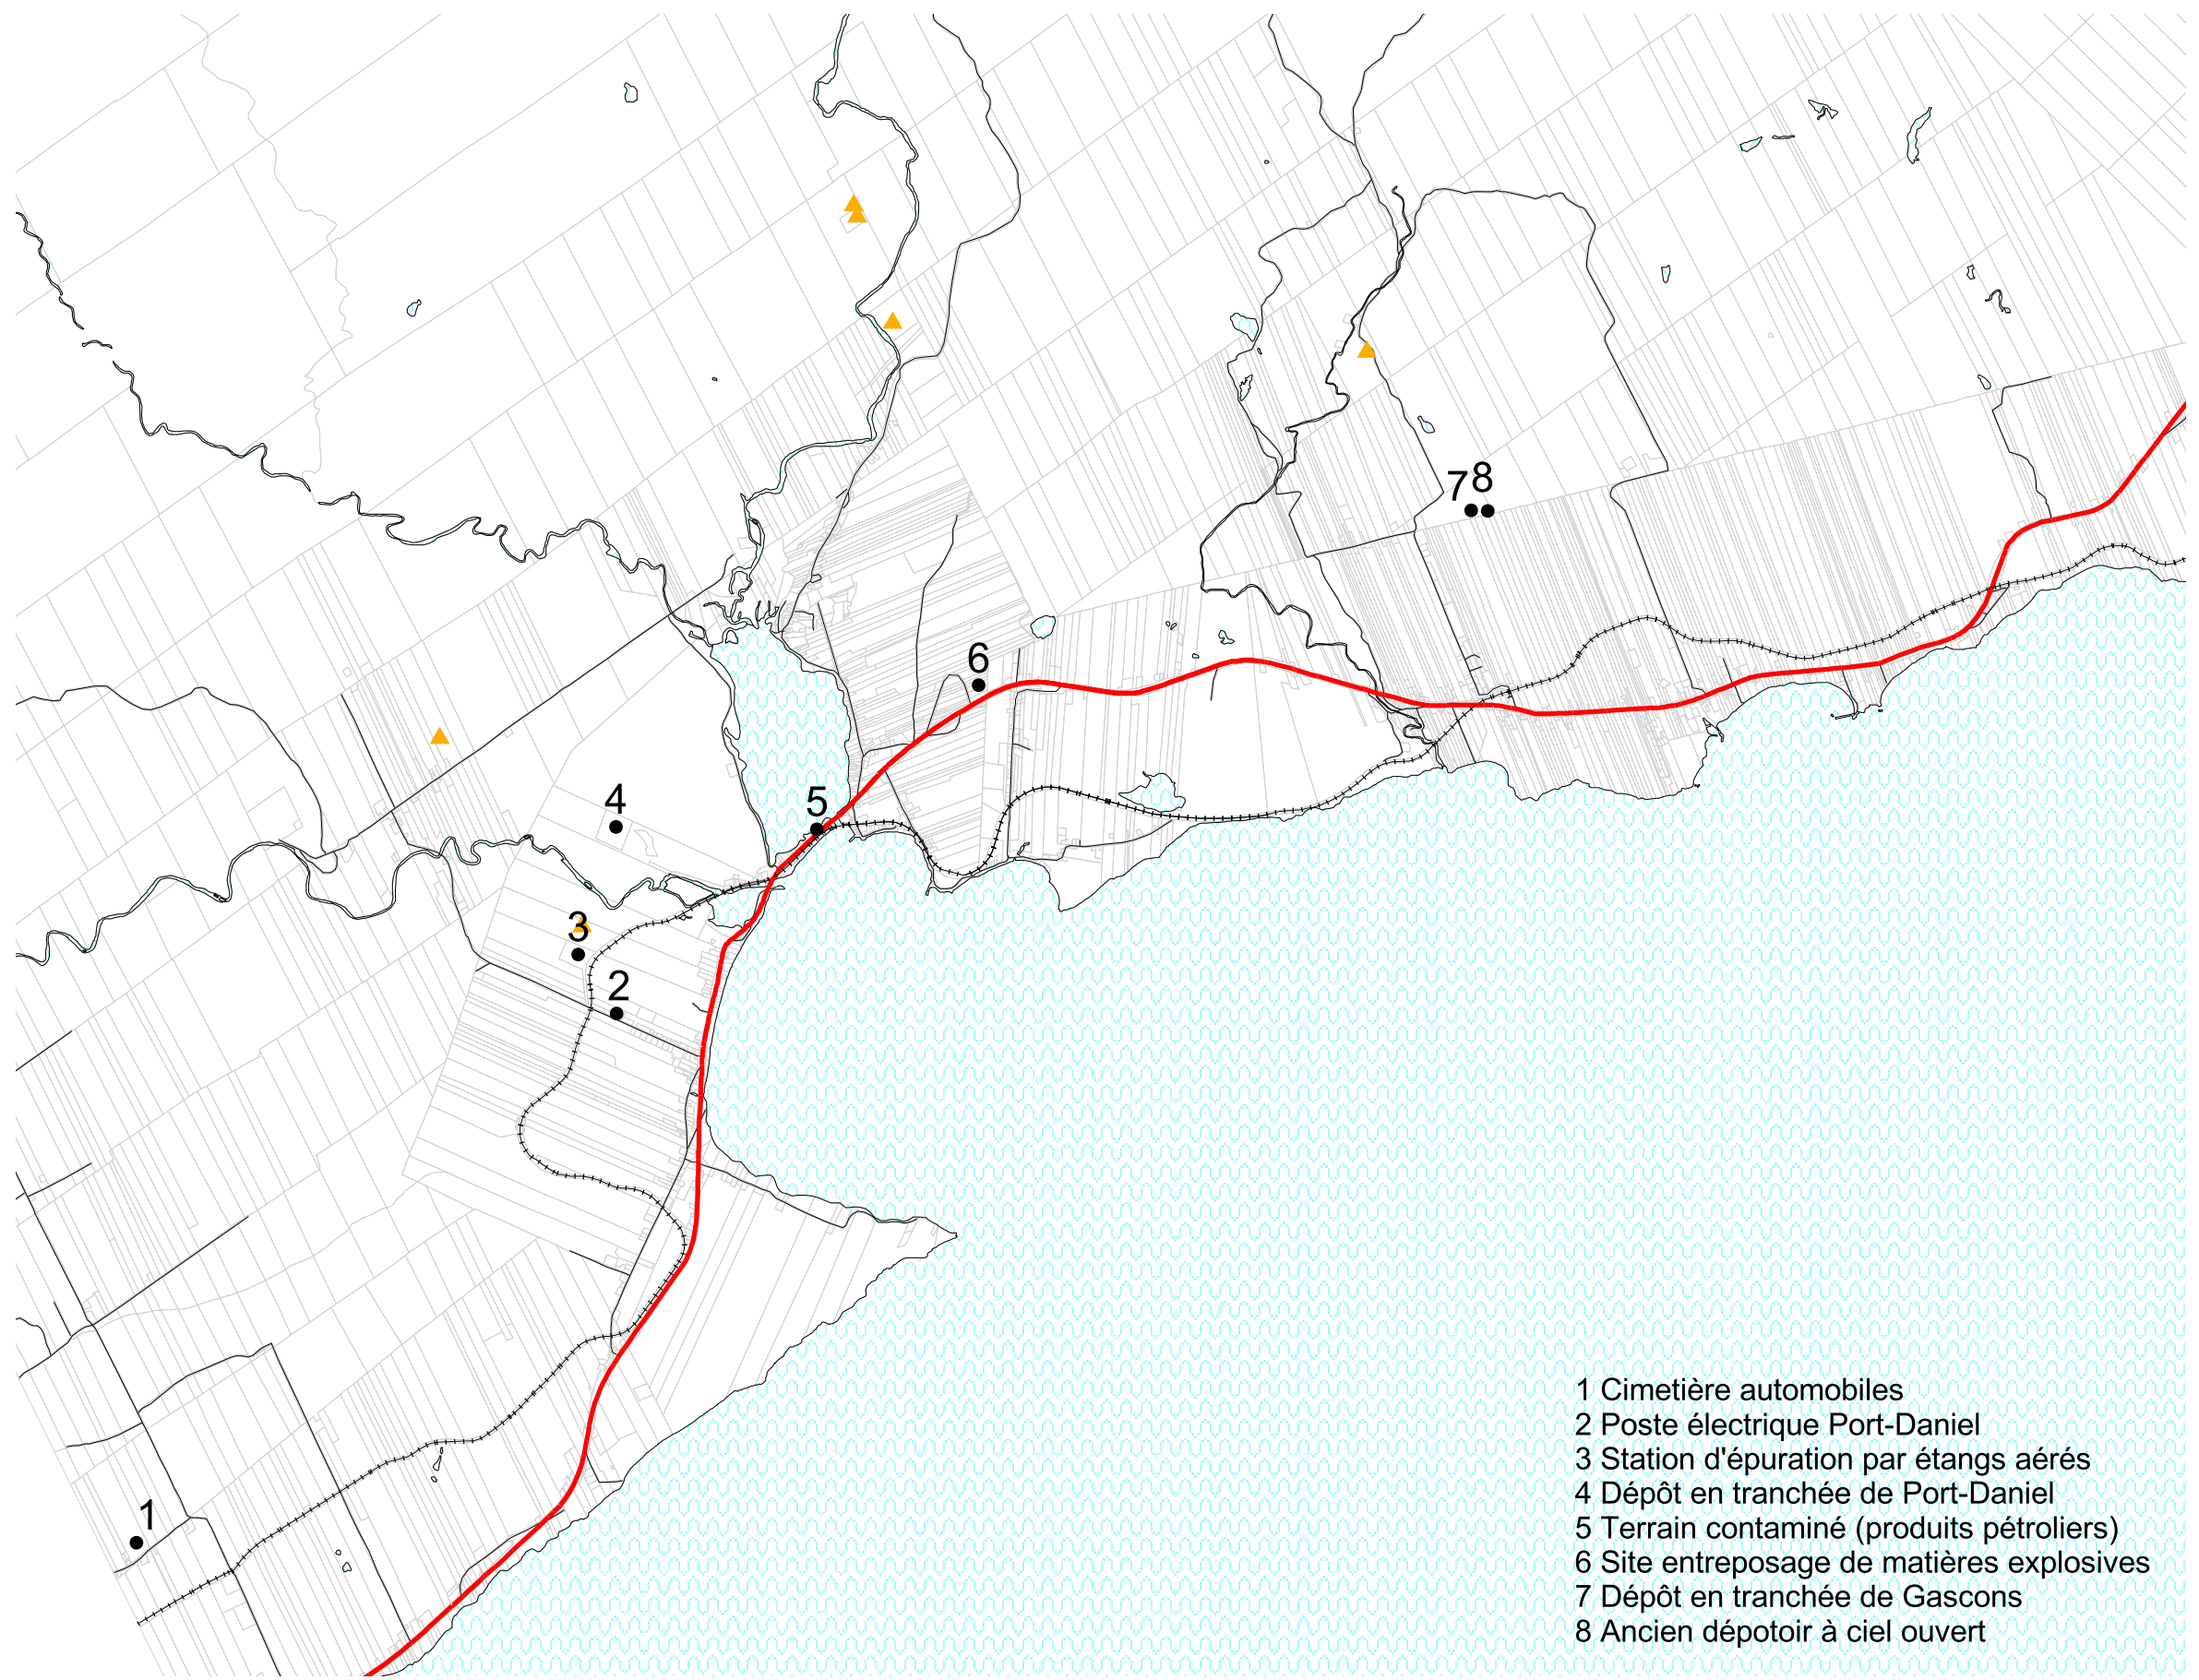 7 8
6
4
5
3
2
1
1 Cimetière automobiles
2 Poste électrique Port-Daniel
3 Station d'épuration par étangs aérés
4 Dépôt en tranchée de Port-Daniel
5 Terrain contaminé (produits pétroliers)
6 Site entreposage de matières explosives
7 Dépôt en tranchée de Gascons
8 Ancien dépotoir à ciel ouvert